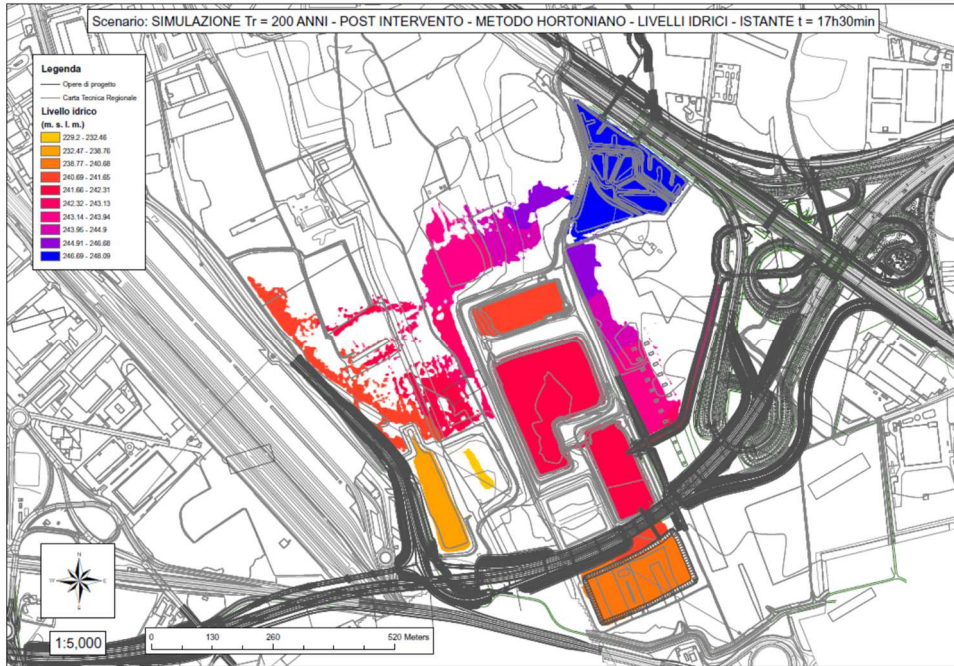 Scenario: SIMULAZIONE Tr = 200 ANNI - POST INTERVENTO - METODO HORTONIANO - LIVELLI IDRICI - ISTANTE t = 17h30min
Legenda
Opere di progetto
Carta Tecnica Regionale
Livello idrico
(m. s. l. m.)
229.2 - 232.46
232.47 - 238.76
238.77 - 240.68
240.69 - 241.65
241.66 - 242.31
242.32 - 243.13
243.14 - 243.94
243.95 - 244.9
244.91 - 246.68
246.69 - 248.09
N
W E
S
1:5,000
0 130 260 520 Meters